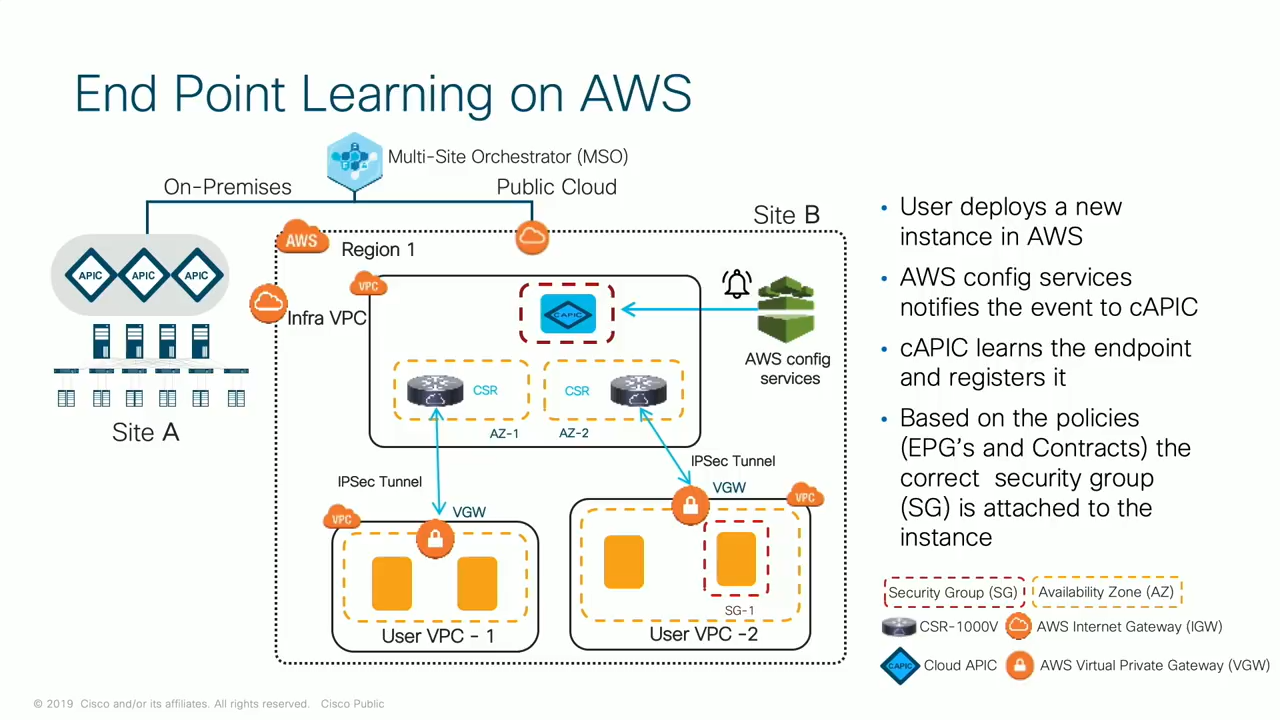 End Point Learning on AWS
Multi-Site Orchestrator (MSO)
On-Premises
Public Cloud
Site B
AWS
Region 1
APIC
APIC
APIC
VPC
Infra VPC
CAPIC
AWS config
services
CSR
CSR
AZ-1
AZ-2
Site A
IPSec Tunnel
IPSec Tunnel
VGW
VGW
VPC
VPC
SG-1
User VPC - 1
User VPC -2
• User deploys a new
instance in AWS
• AWS config services
notifies the event to cAPIC
• cAPIC learns the endpoint
and registers it
• Based on the policies
(EPG's and Contracts) the
correct security group
(SG) is attached to the
instance
Security Group (SG)
Availability Zone (AZ)
CSR-1000V
AWS Internet Gateway (IGW)
CAPIC
Cloud APIC
AWS Virtual Private Gateway (VGW)
© 2019 Cisco and/or its affiliates. All rights reserved. Cisco Public